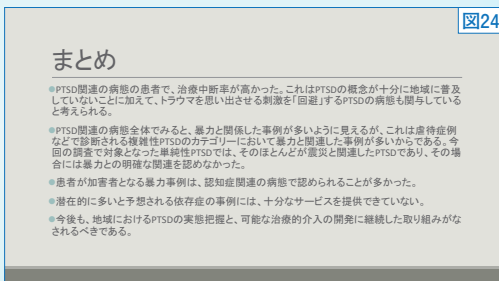 図24
まとめ
●PTSD関連の病態の患者で、治療中断率が高かった。これはPTSDの概念が十分に地域に普及
していないことに加えて、トラウマを思い出させる刺激を「回避」するPTSDの病態も関与している
と考えられる。
●PTSD関連の病態全体でみると、暴力と関係した事例が多いように見えるが、これは虐待症例
などで診断される複雑性PTSDのカテゴリーにおいて暴力と関連した事例が多いからである。今
回の調査で対象となった単純性PTSDでは、そのほとんどが震災と関連したPTSDであり、その場
合には暴力との明確な関連を認めなかった。
●患者が加害者となる暴力事例は、認知症関連の病態で認められることが多かった。
●潜在的に多いと予想される依存症の事例には、十分なサービスを提供できていない。
●今後も、地域におけるPTSDの実態把握と、可能な治療的介入の開発に継続した取り組みがな
されるべきである。